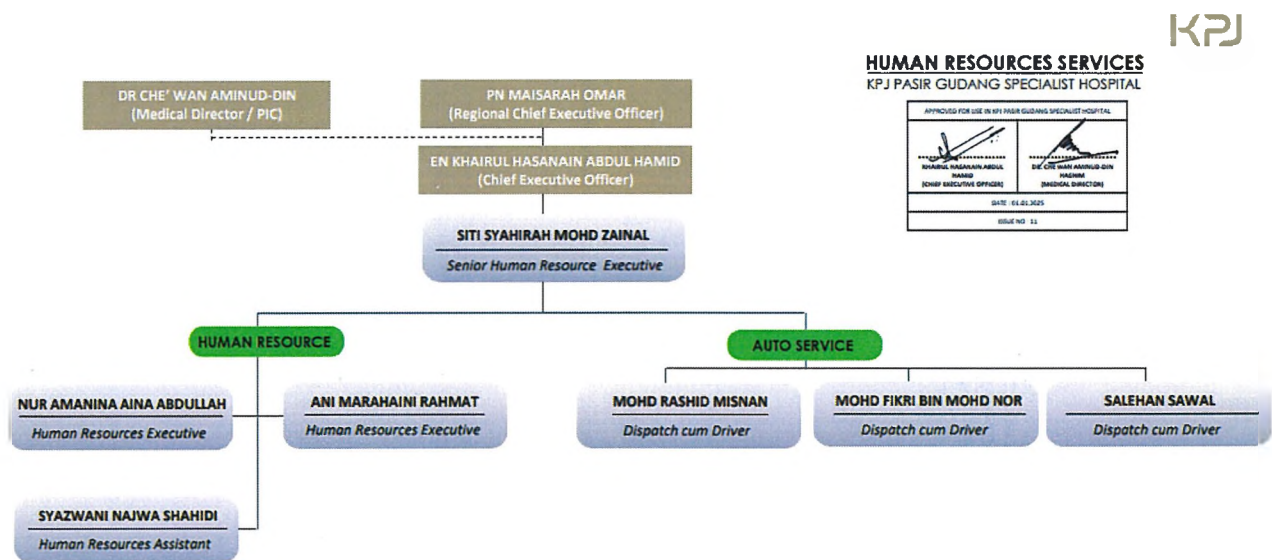 KPJ
HUMAN RESOURCES SERVICES
KPJ PASIR GUDANG SPECIALIST HOSPITAL
APPROVED FOR USE IN KPJ PASIR GUDANG SPECIALIST HOSPITAL
KHAIRUL HASANAIN ABDUL
HAMID
(CHIEF EXECUTIVE OFFICER)
DR. CHE WAN AMINUD-DIN
HASHIM
(MEDICAL DIRECTOR)
DATE : 01.01.2025
ISSUE NO : 11
DR CHE' WAN AMINUD-DIN
(Medical Director / PIC)
PN MAISARAH OMAR
(Regional Chief Executive Officer)
EN KHAIRUL HASANAIN ABDUL HAMID
(Chief Executive Officer)
SITI SYAHIRAH MOHD ZAINAL
Senior Human Resource Executive
HUMAN RESOURCE
AUTO SERVICE
NUR AMANINA AINA ABDULLAH
Human Resources Executive
ANI MARAHAINI RAHMAT
Human Resources Executive
MOHD RASHID MISNAN
Dispatch cum Driver
MOHD FIKRI BIN MOHD NOR
Dispatch cum Driver
SALEHAN SAWAL
Dispatch cum Driver
SYAZWANI NAJWA SHAHIDI
Human Resources Assistant